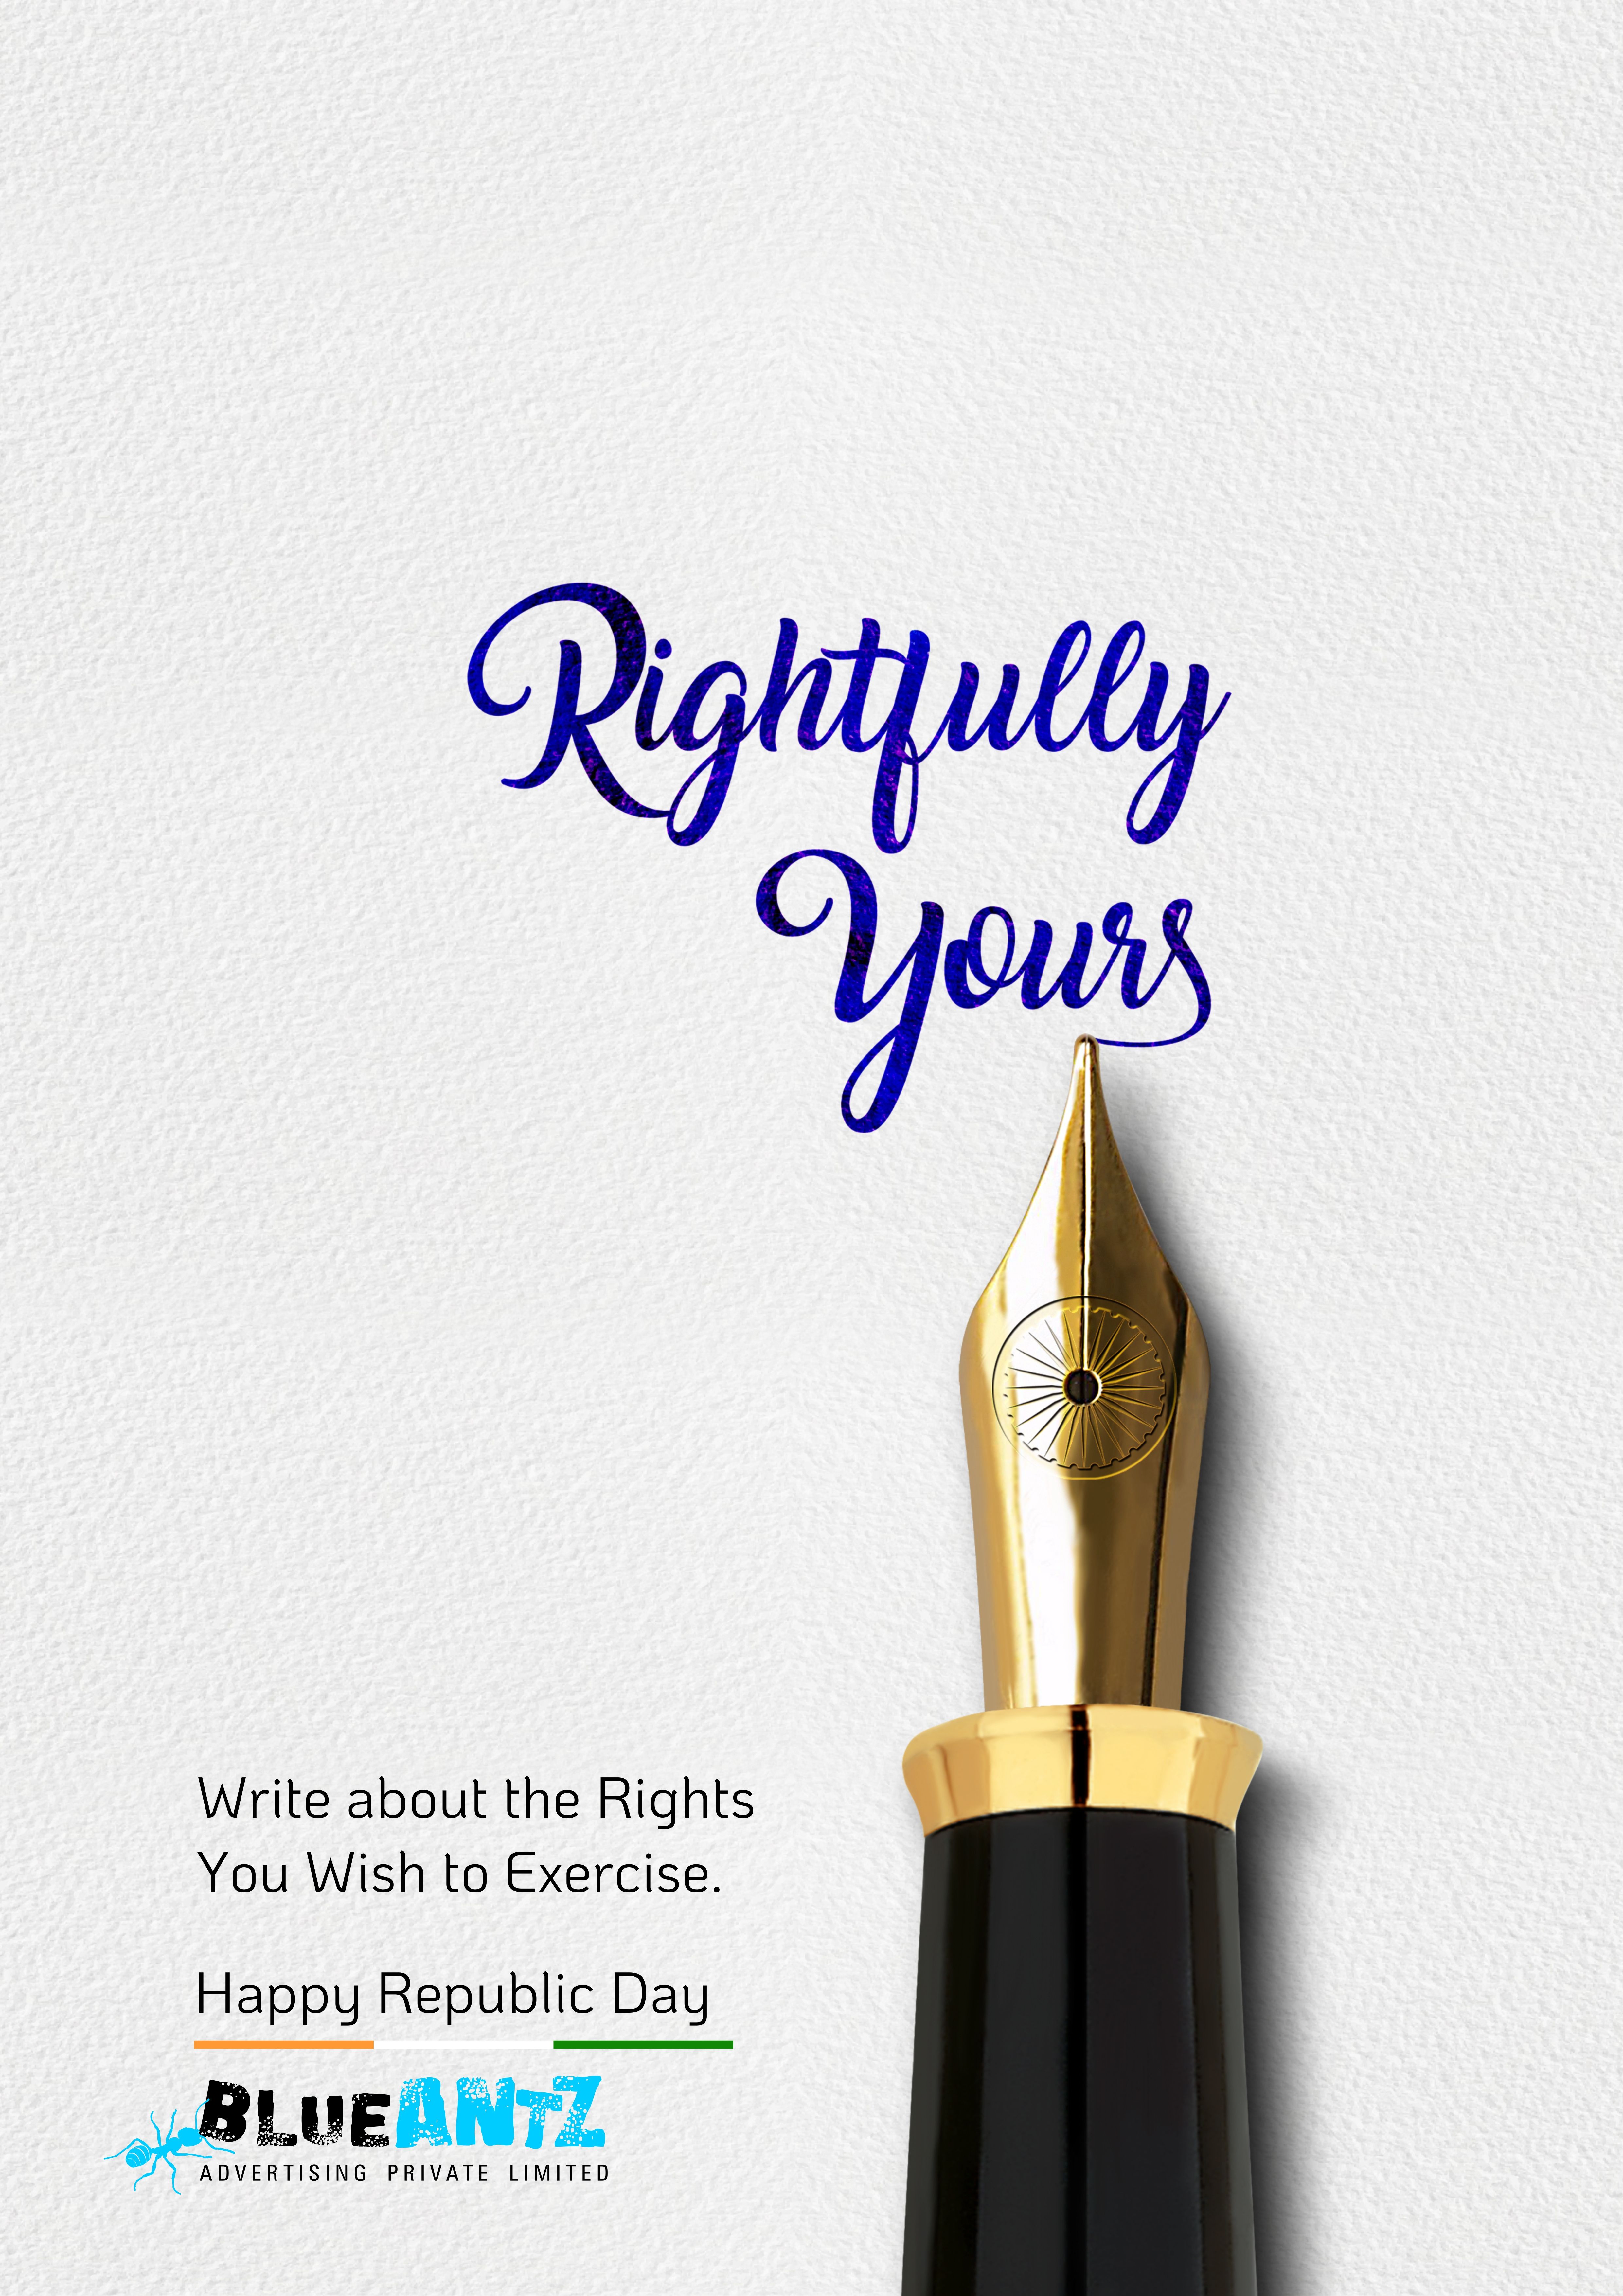 Rightfully
Yours
Write about the Rights
You Wish to Exercise.
Happy Republic Day
BLUEANTZ
ADVERTISING PRIVATE LIMITED